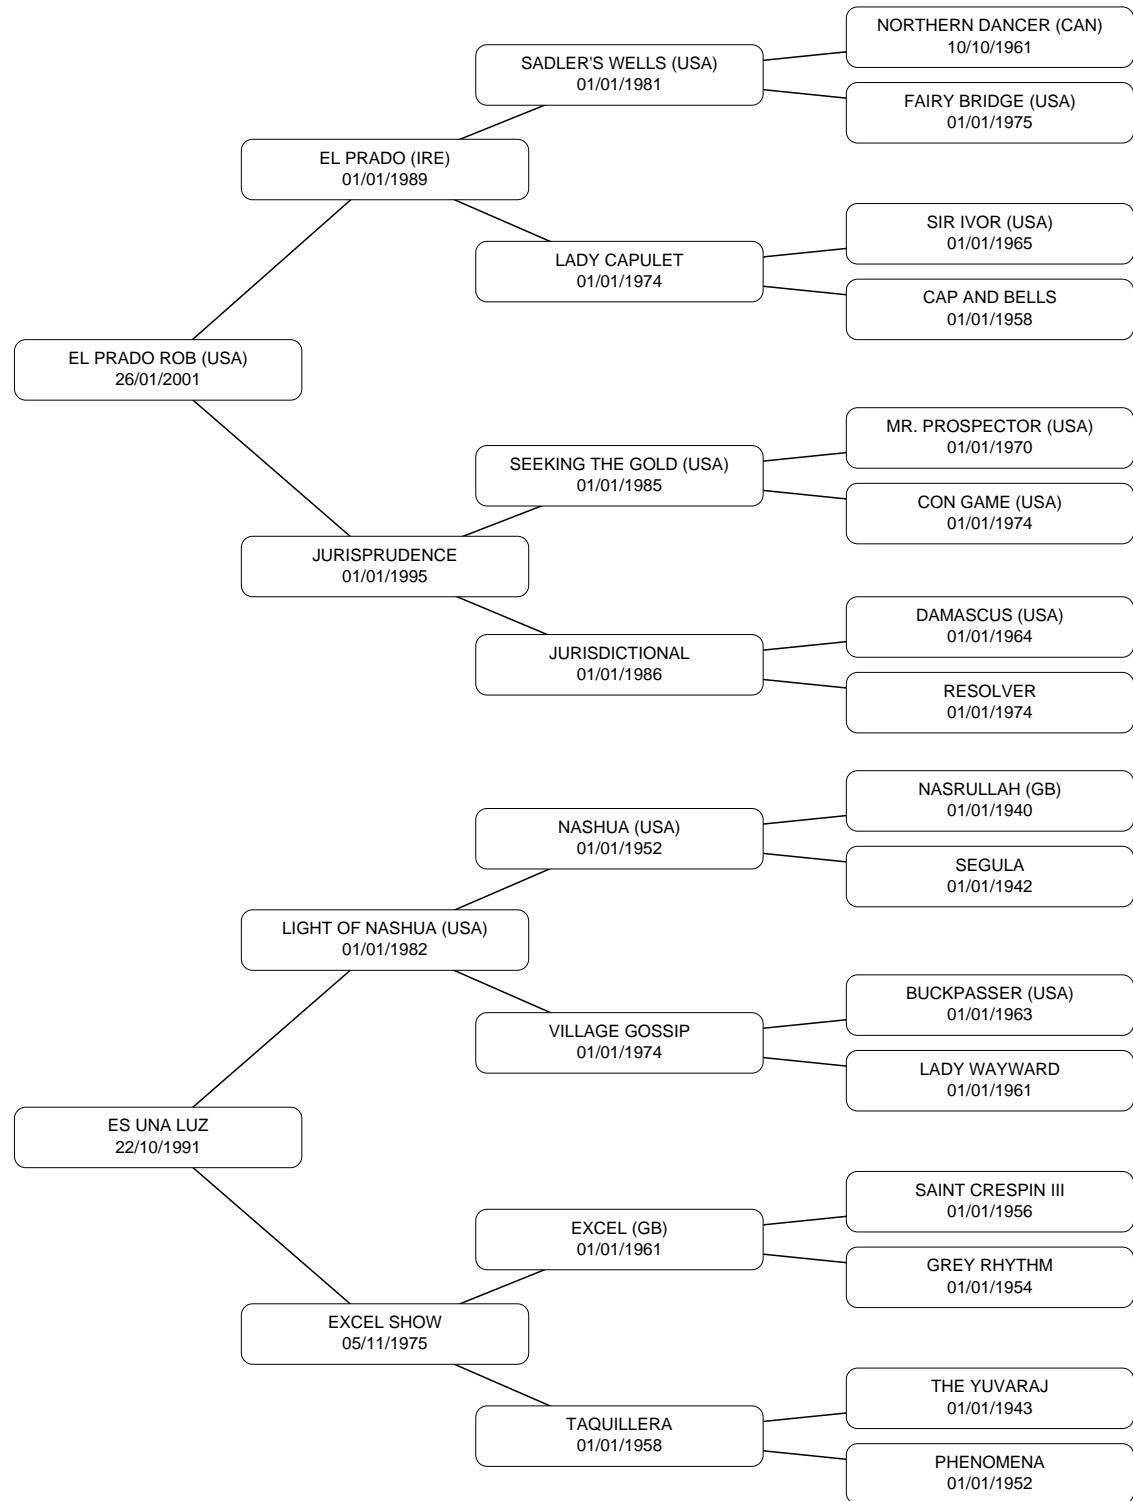 NORTHERN DANCER (CAN)
10/10/1961
SADLER'S WELLS (USA)
01/01/1981
FAIRY BRIDGE (USA)
01/01/1975
EL PRADO (IRE)
01/01/1989
SIR IVOR (USA)
01/01/1965
LADY CAPULET
01/01/1974
CAP AND BELLS
01/01/1958
EL PRADO ROB (USA)
26/01/2001
MR. PROSPECTOR (USA)
01/01/1970
SEEKING THE GOLD (USA)
01/01/1985
CON GAME (USA)
01/01/1974
JURISPRUDENCE
01/01/1995
DAMASCUS (USA)
01/01/1964
JURISDICTIONAL
01/01/1986
RESOLVER
01/01/1974
NASRULLAH (GB)
01/01/1940
NASHUA (USA)
01/01/1952
SEGULA
01/01/1942
LIGHT OF NASHUA (USA)
01/01/1982
BUCKPASSER (USA)
01/01/1963
VILLAGE GOSSIP
01/01/1974
LADY WAYWARD
01/01/1961
ES UNA LUZ
22/10/1991
SAINT CRESPIN III
01/01/1956
EXCEL (GB)
01/01/1961
GREY RHYTHM
01/01/1954
EXCEL SHOW
05/11/1975
THE YUVARAJ
01/01/1943
TAQUILLERA
01/01/1958
PHENOMENA
01/01/1952